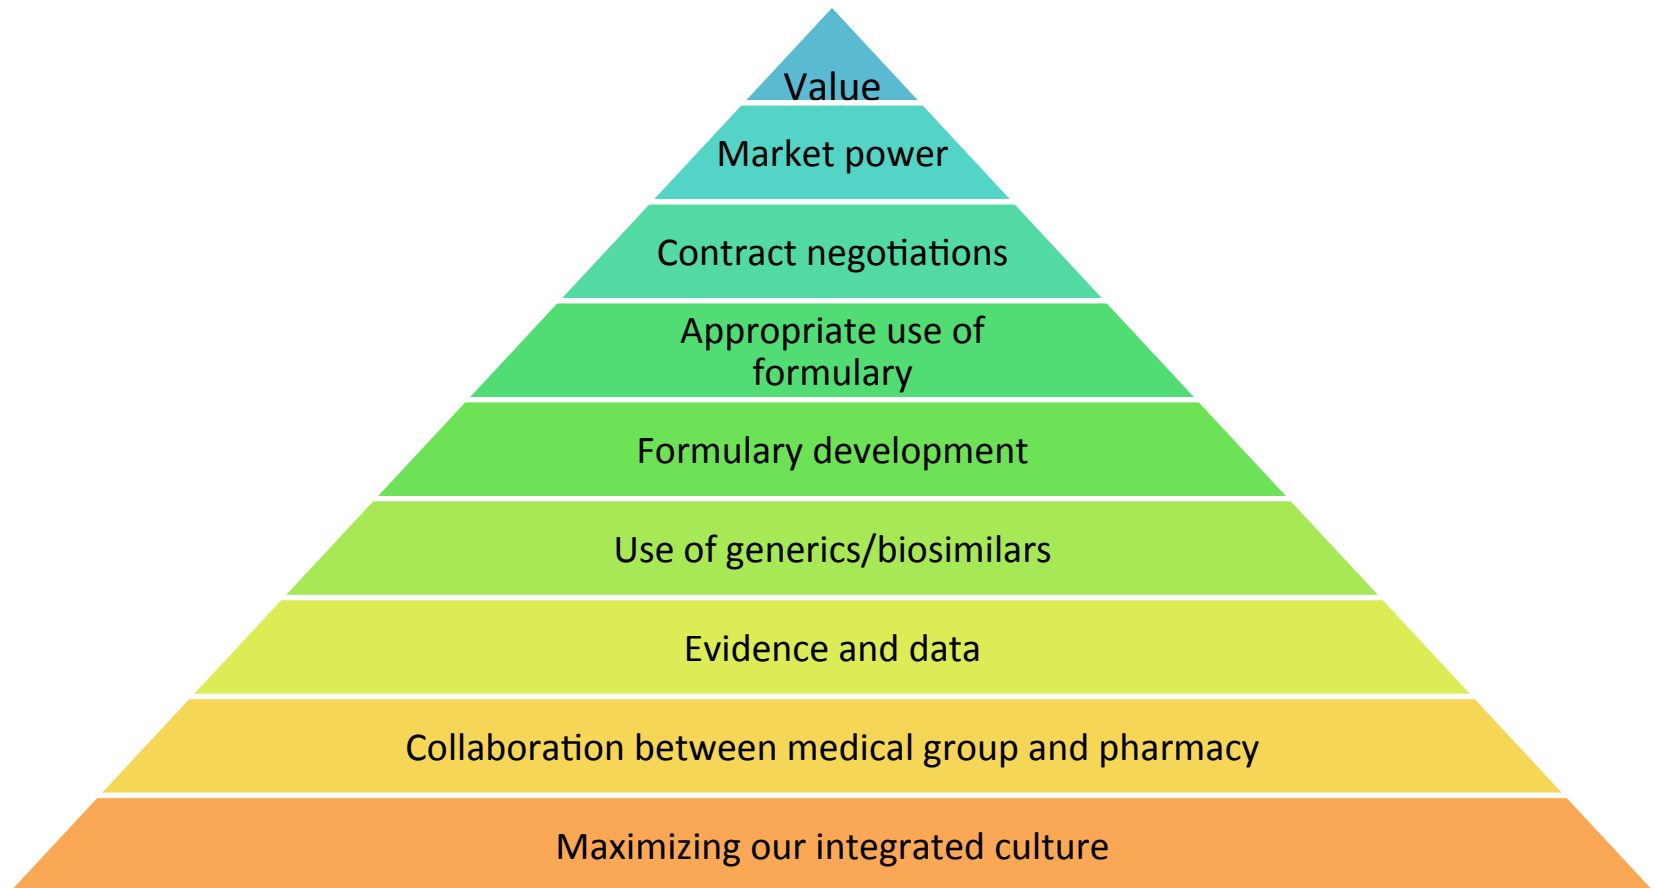 Value
Market power
Contract negotiations
Appropriate use of
formulary
Formulary development
Use of generics/biosimilars
Evidence and data
Collaboration between medical group and pharmacy
Maximizing our integrated culture